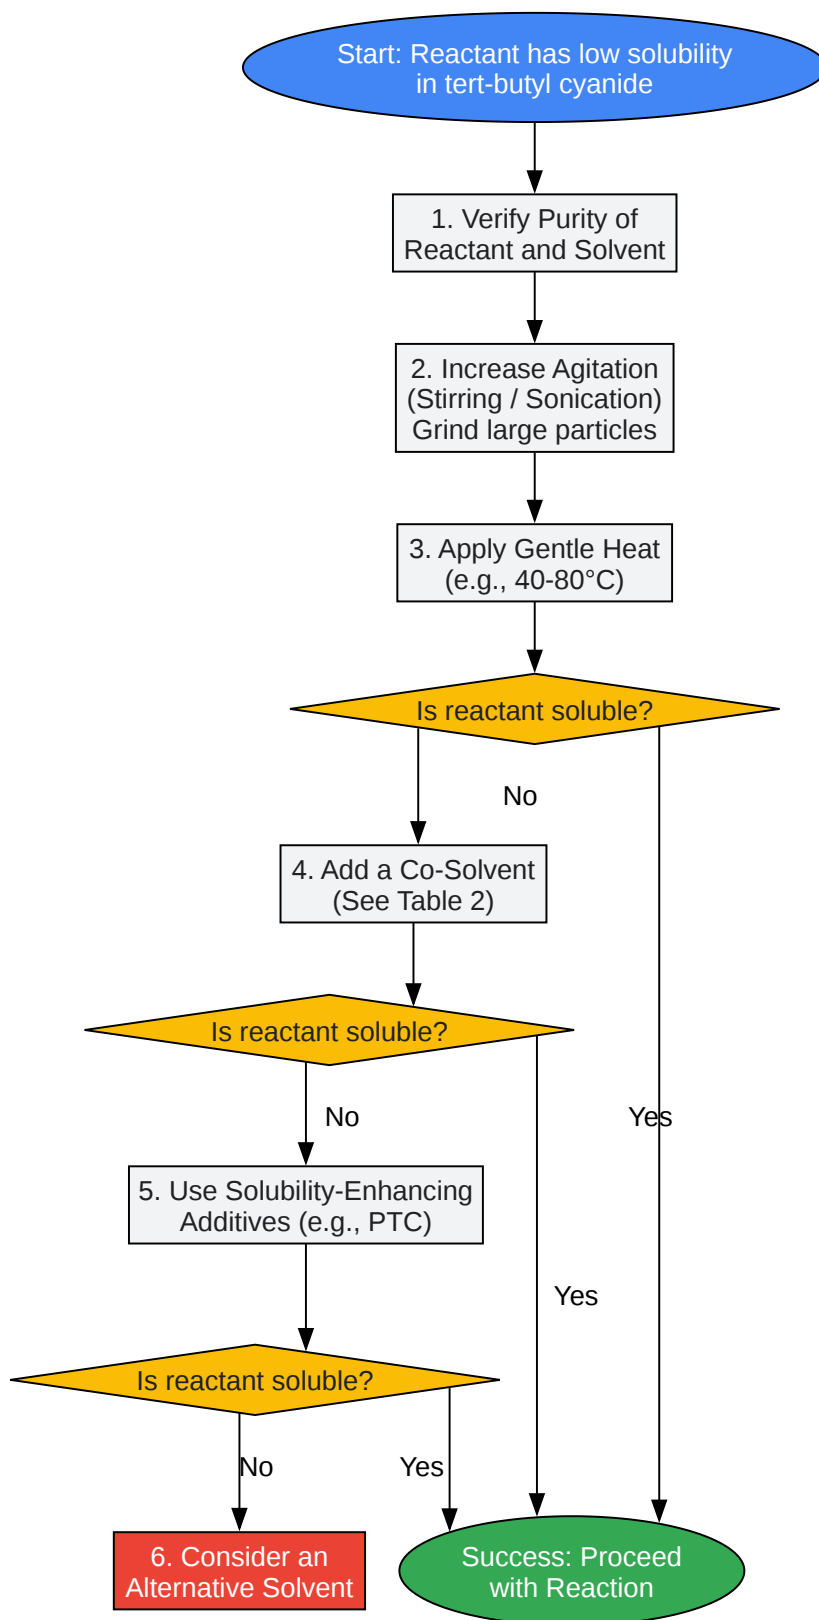 Start: Reactant has low solubility
in tert-butyl cyanide
1. Verify Purity of
Reactant and Solvent
2. Increase Agitation
(Stirring / Sonication)
Grind large particles
3. Apply Gentle Heat
(e.g., 40-80°C)
Is reactant soluble?
No
4. Add a Co-Solvent
(See Table 2)
Is reactant soluble?
No
Yes
5. Use Solubility-Enhancing
Additives (e.g., PTC)
Yes
Is reactant soluble?
No
Yes
6. Consider an
Alternative Solvent
Success: Proceed
with Reaction